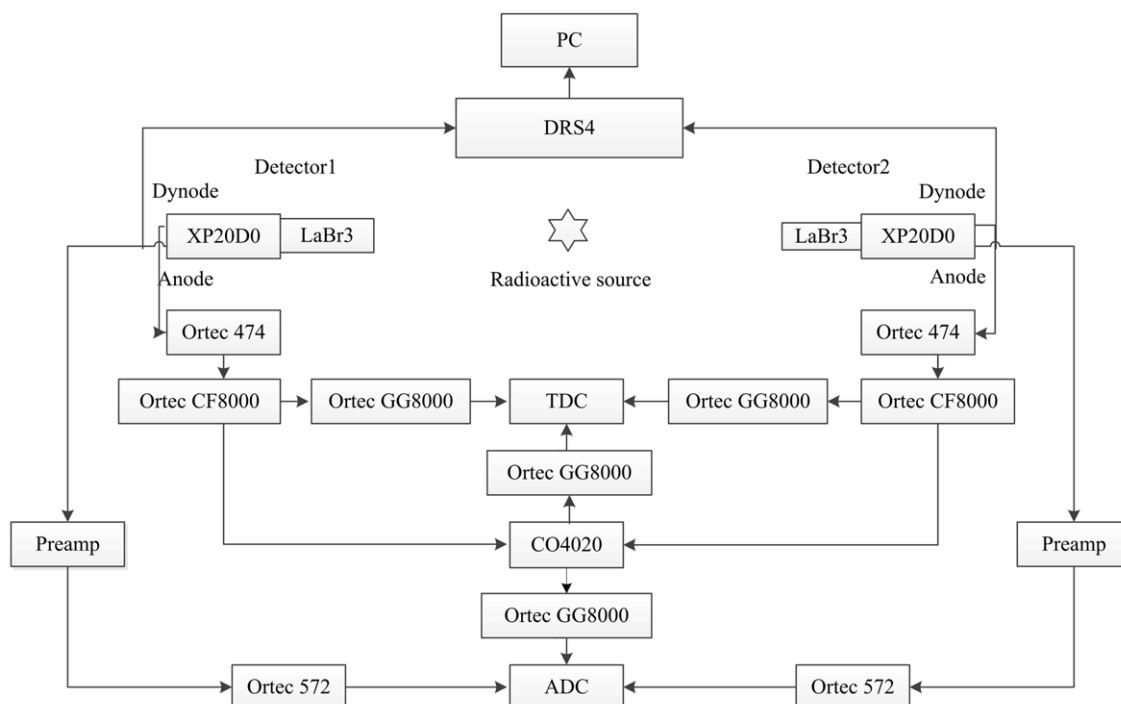 PC
DRS4
Detector1
Detector2
Dynode
Dynode
XP20D0
LaBr3
LaBr3
XP20D0
Radioactive source
Anode
Anode
Ortec 474
Ortec 474
Ortec CF8000
Ortec GG8000
TDC
Ortec GG8000
Ortec CF8000
Ortec GG8000
Preamp
CO4020
Preamp
Ortec GG8000
Ortec 572
ADC
Ortec 572